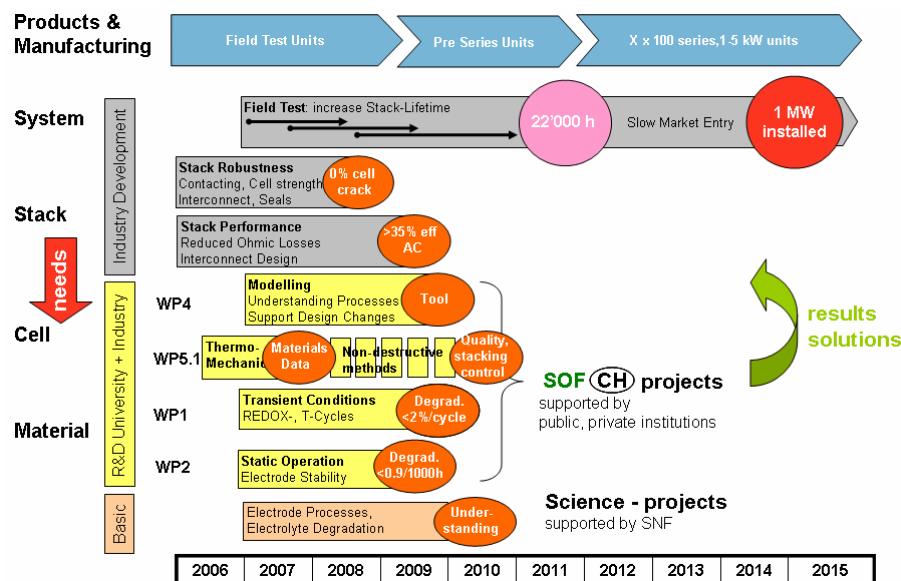 Products &
Manufacturing
Field Test Units
Pre Series Units
X x 100 series,1-5 kW units
System
Field Test: increase Stack-Lifetime
22'000 h
Slow Market Entry
1 MW
installed
Industry Development
Stack Robustness
Contacting, Cell strength
Interconnect, Seals
0% cell
crack
Stack
Stack Performance
Reduced Ohmic Losses
Interconnect Design
>35% eff
AC
needs
R&D University + Industry
WP4
Modelling
Understanding Processes
Support Design Changes
Tool
results
solutions
Cell
WP5.1
Thermo-
Mechanic
Materials
Data
Non-destructive
methods
Quality,
stacking
control
SOF CH projects
supported by
public, private institutions
WP1
Transient Conditions
REDOX-, T-Cycles
Degrad.
<2%/cycle
Material
WP2
Static Operation
Electrode Stability
Degrad.
<0.9/1000h
Basic
Electrode Processes,
Electrolyte Degradation
Under-
standing
Science - projects
supported by SNF
2006 2007 2008 2009 2010 2011 2012 2013 2014 2015